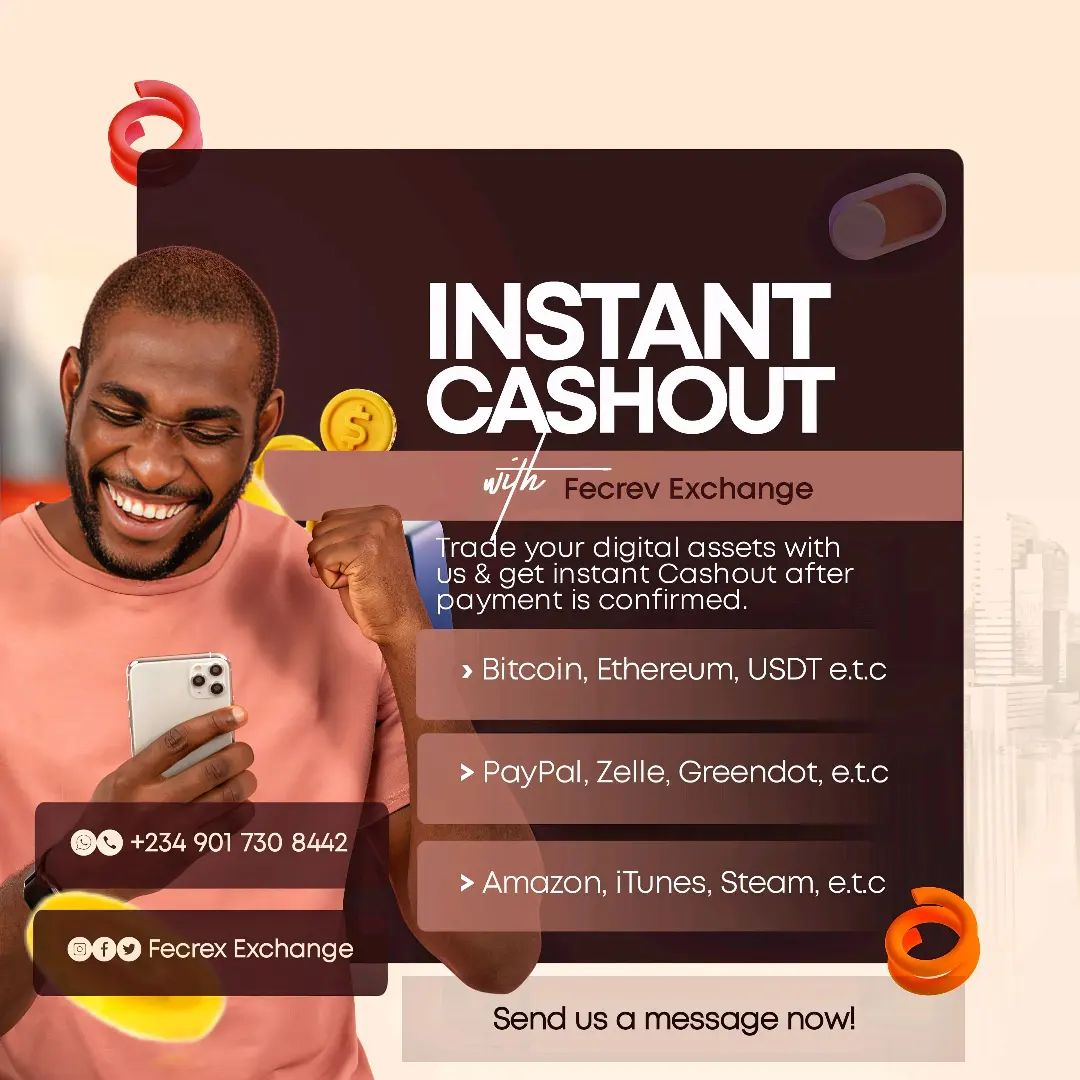 INSTANT
CASHOUT
with Fecrev Exchange
Trade your digital assets with
us & get instant Cashout after
payment is confirmed.
› Bitcoin, Ethereum, USDT e.t.c
> PayPal, Zelle, Greendot, e.t.c
> Amazon, iTunes, Steam, e.t.c
+234 901 730 8442
Fecrex Exchange
Send us a message now!